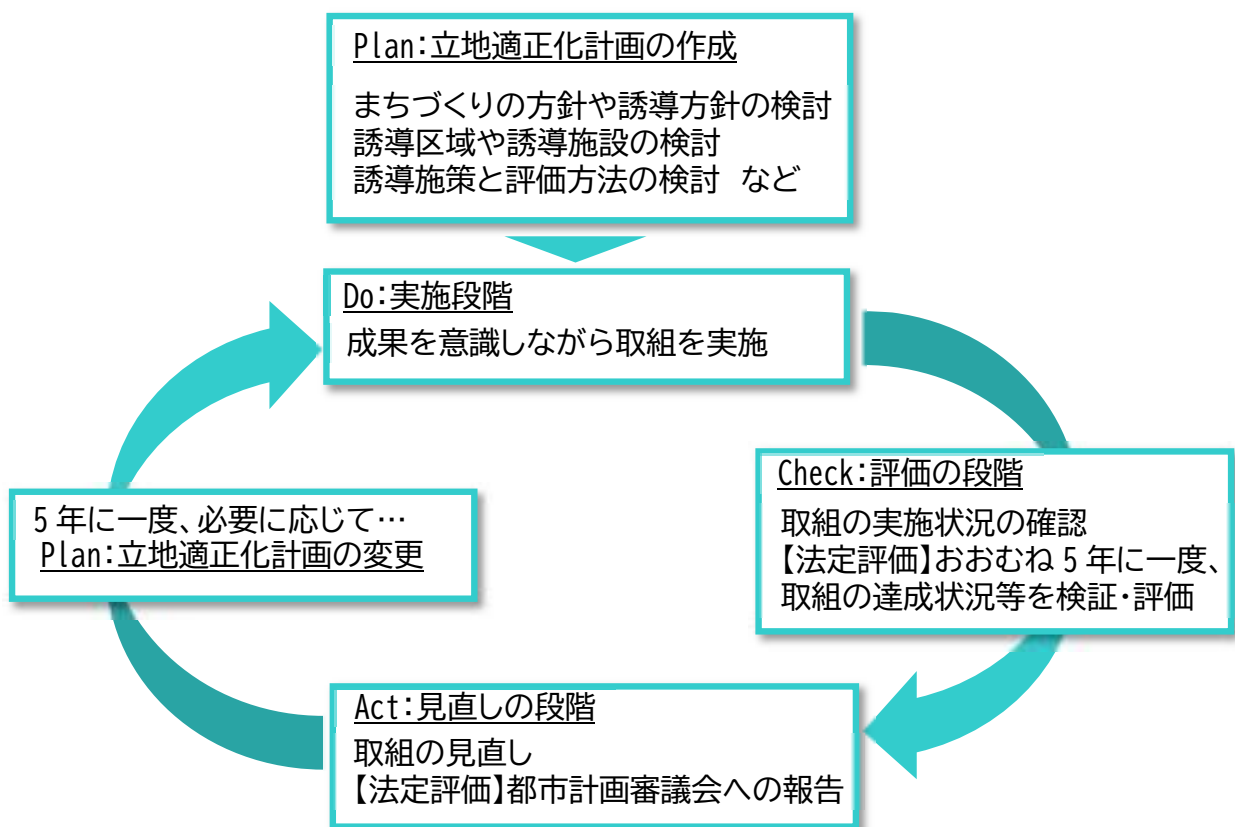 Plan:立地適正化計画の作成
まちづくりの方針や誘導方針の検討
誘導区域や誘導施設の検討
誘導施策と評価方法の検討 など
Do:実施段階
成果を意識しながら取組を実施
Check:評価の段階
取組の実施状況の確認
【法定評価】おおむね5年に一度、
取組の達成状況等を検証・評価
Act:見直しの段階
取組の見直し
【法定評価】都市計画審議会への報告
5年に一度、必要に応じて…
Plan:立地適正化計画の変更